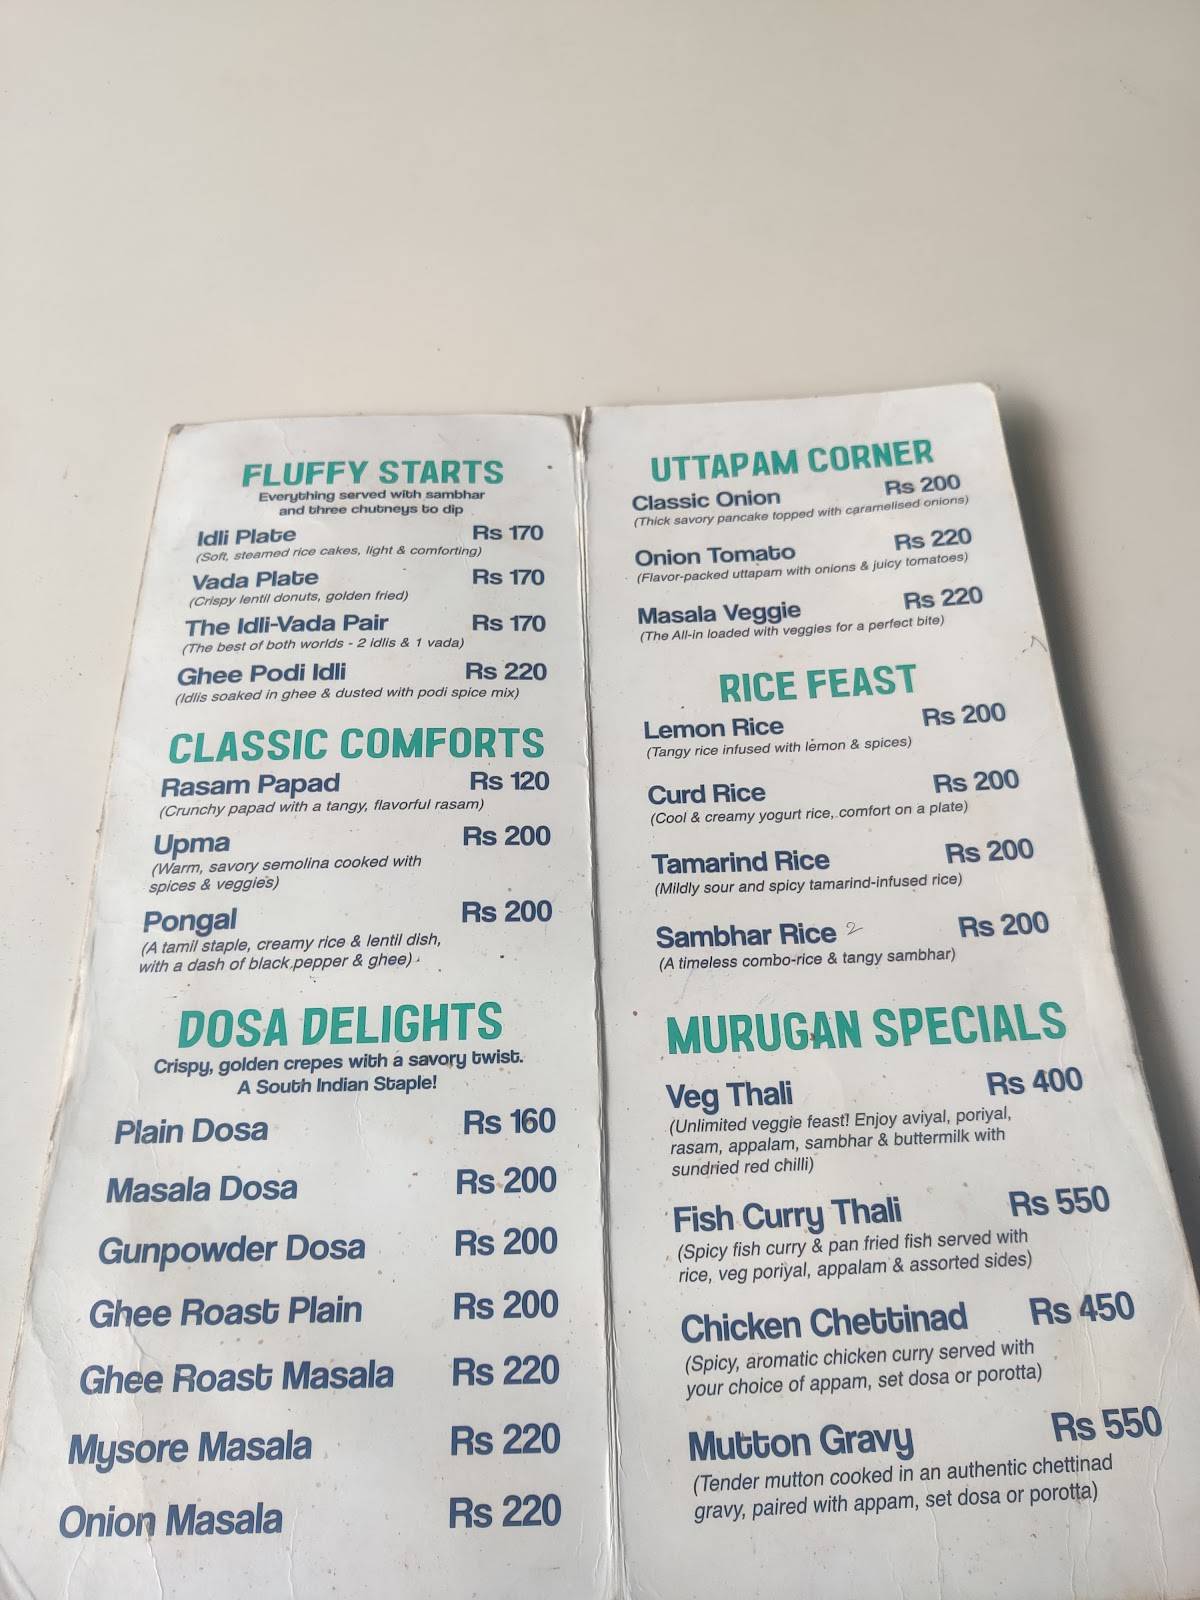 FLUFFY STARTS
Everything served with sambhar
and three chutneys to dip
Idli Plate Rs 170
(Soft, steamed rice cakes, light & comforting)
Vada Plate Rs 170
(Crispy lentil donuts, golden fried)
The Idli-Vada Pair Rs 170
(The best of both worlds - 2 idlis & 1 vada)
Ghee Podi Idli Rs 220
(Idlis soaked in ghee & dusted with podi spice mix)
CLASSIC COMFORTS
Rasam Papad Rs 120
(Crunchy papad with a tangy, flavorful rasam)
Upma Rs 200
(Warm, savory semolina cooked with
spices & veggies)
Pongal Rs 200
(A tamil staple, creamy rice & lentil dish,
with a dash of black pepper & ghee)
DOSA DELIGHTS
Crispy, golden crepes with a savory twist.
A South Indian Staple!
Plain Dosa Rs 160
Masala Dosa Rs 200
Gunpowder Dosa Rs 200
Ghee Roast Plain Rs 200
Ghee Roast Masala Rs 220
Mysore Masala Rs 220
Onion Masala Rs 220
UTTAPAM CORNER
Classic Onion Rs 200
(Thick savory pancake topped with caramelised onions)
Onion Tomato Rs 220
(Flavor-packed uttapam with onions & juicy tomatoes)
Masala Veggie Rs 220
(The All-in loaded with veggies for a perfect bite)
RICE FEAST
Lemon Rice Rs 200
(Tangy rice infused with lemon & spices)
Curd Rice Rs 200
(Cool & creamy yogurt rice, comfort on a plate)
Tamarind Rice Rs 200
(Mildly sour and spicy tamarind-infused rice)
Sambhar Rice 2 Rs 200
(A timeless combo-rice & tangy sambhar)
MURUGAN SPECIALS
Veg Thali Rs 400
(Unlimited veggie feast! Enjoy aviyal, poriyal,
rasam, appalam, sambhar & buttermilk with
sundried red chilli)
Fish Curry Thali Rs 550
(Spicy fish curry & pan fried fish served with
rice, veg poriyal, appalam & assorted sides)
Chicken Chettinad Rs 450
(Spicy, aromatic chicken curry served with
your choice of appam, set dosa or porotta)
Mutton Gravy Rs 550
(Tender mutton cooked in an authentic chettinad
gravy, paired with appam, set dosa or porotta)